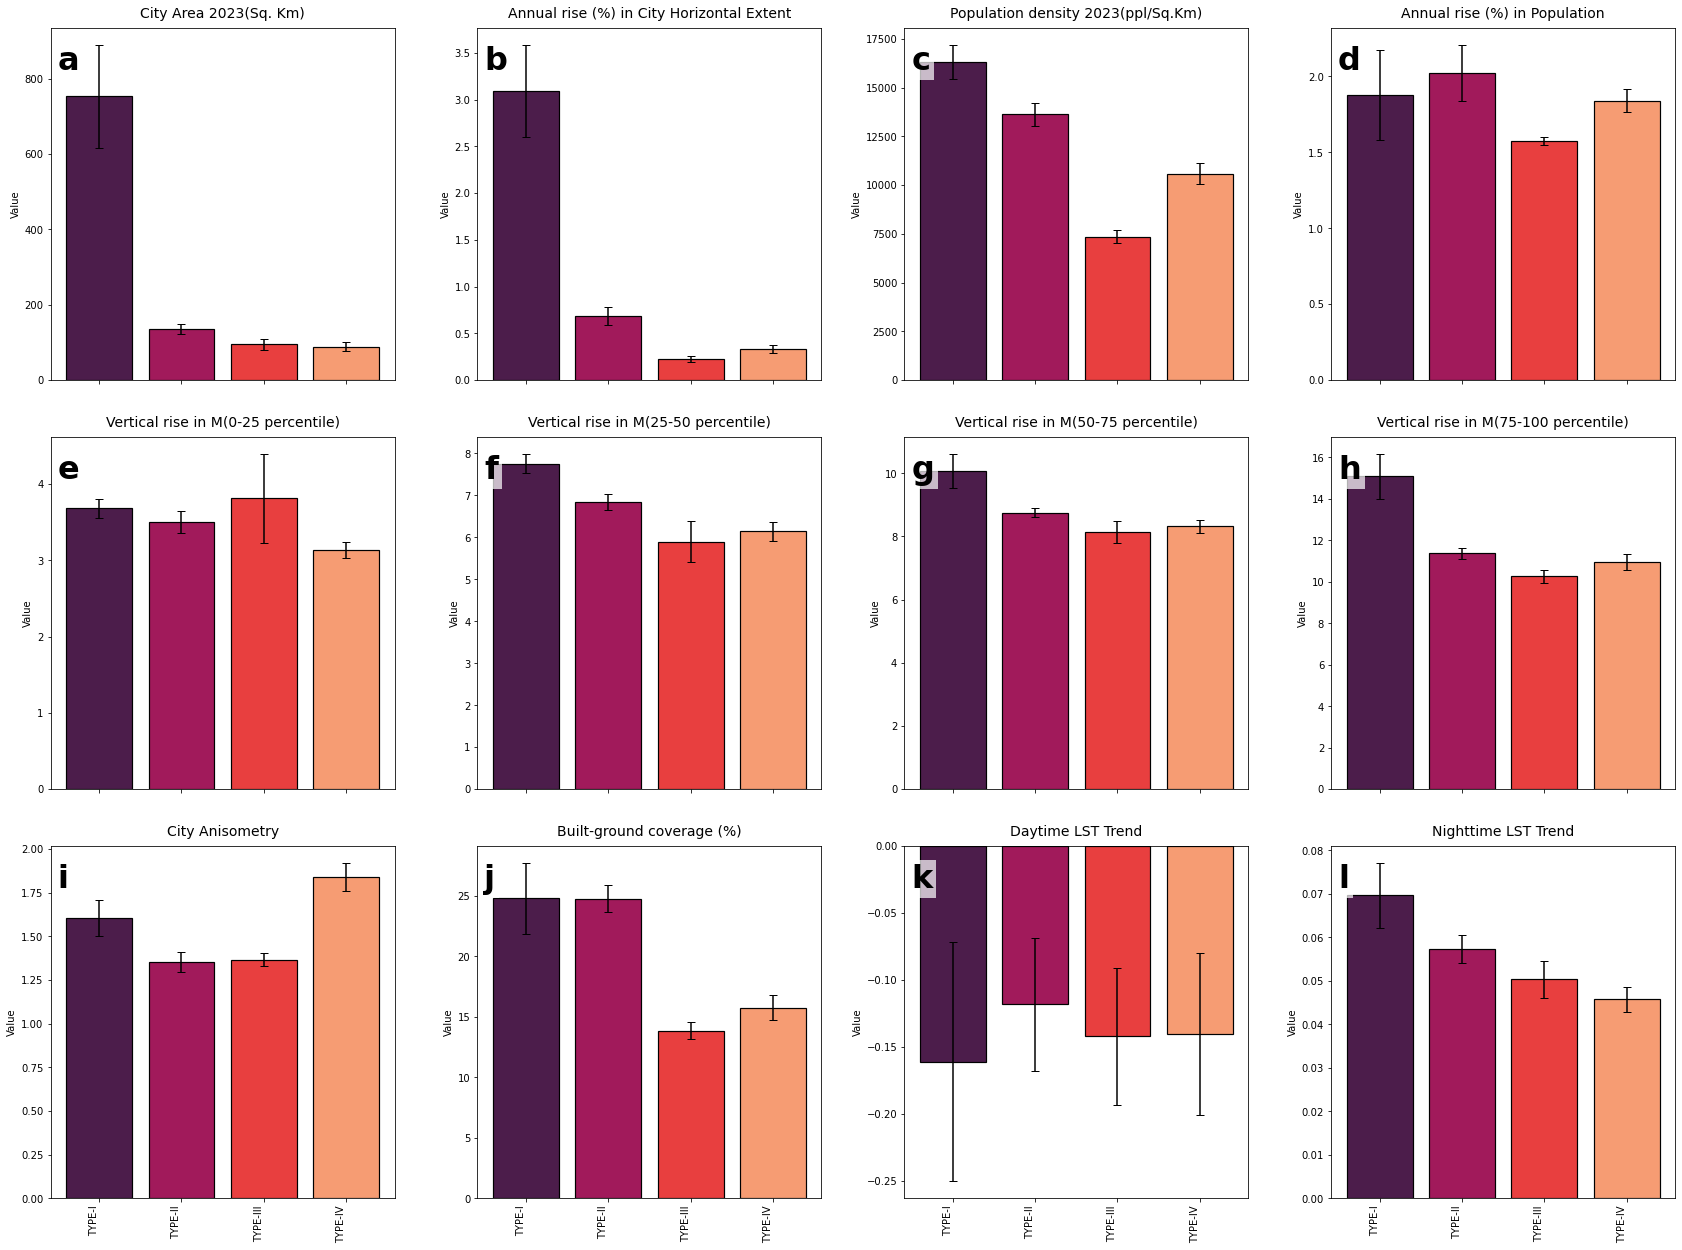 City Area 2023(Sq. Km)
a
Value
800
600
400
200
0
Annual rise (%) in City Horizontal Extent
b
Value
3.5
3.0
2.5
2.0
1.5
1.0
0.5
0.0
Population density 2023(ppl/Sq.Km)
c
Value
17500
15000
12500
10000
7500
5000
2500
0
Annual rise (%) in Population
d
Value
2.0
1.5
1.0
0.5
0.0
Vertical rise in M(0-25 percentile)
e
Value
4
3
2
1
0
Vertical rise in M(25-50 percentile)
f
Value
8
7
6
5
4
3
2
1
0
Vertical rise in M(50-75 percentile)
g
Value
10
8
6
4
2
0
Vertical rise in M(75-100 percentile)
h
Value
16
14
12
10
8
6
4
2
0
City Anisometry
i
Value
2.00
1.75
1.50
1.25
1.00
0.75
0.50
0.25
0.00
TYPE-I
TYPE-II
TYPE-III
TYPE-IV
Built-ground coverage (%)
j
Value
25
20
15
10
5
0
TYPE-I
TYPE-II
TYPE-III
TYPE-IV
Daytime LST Trend
k
Value
0.00
−0.05
−0.10
−0.15
−0.20
−0.25
TYPE-I
TYPE-II
TYPE-III
TYPE-IV
Nighttime LST Trend
l
Value
0.08
0.07
0.06
0.05
0.04
0.03
0.02
0.01
0.00
TYPE-I
TYPE-II
TYPE-III
TYPE-IV